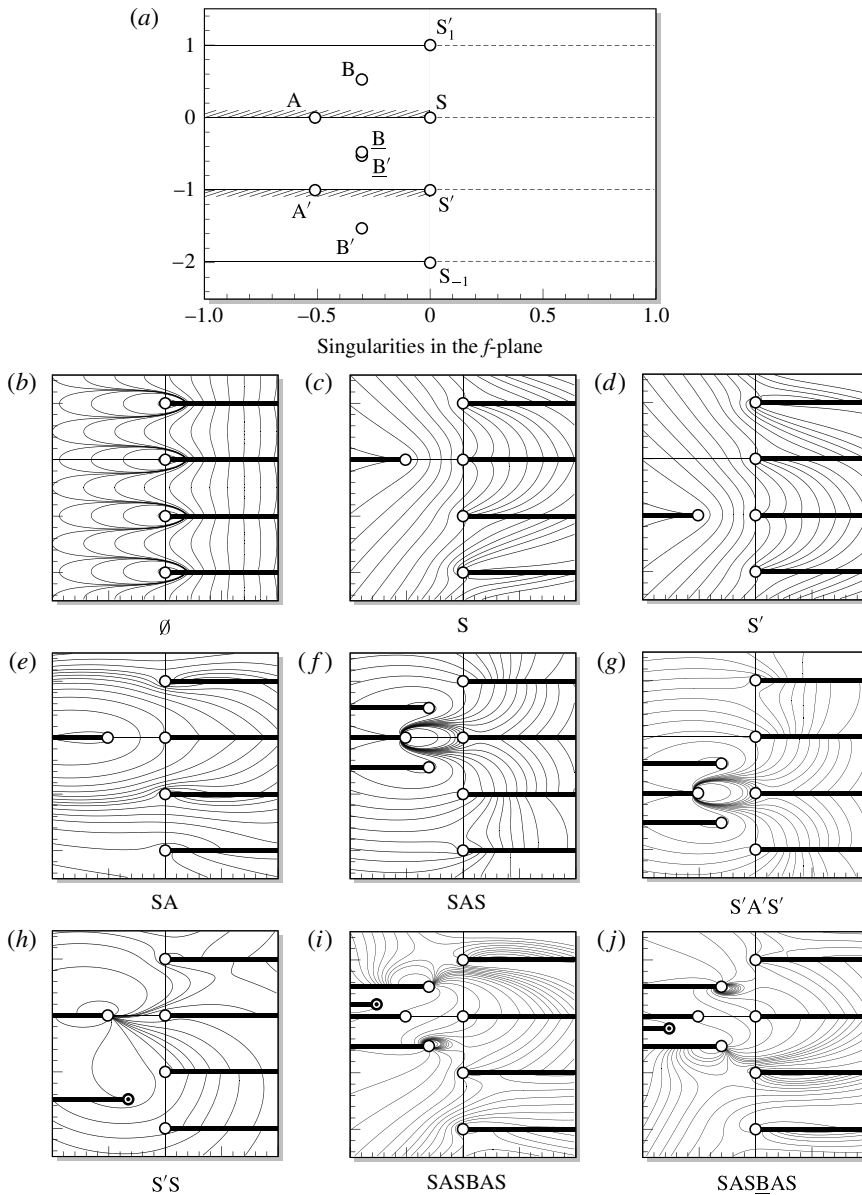 (a)
S′₁
1
B
A
S
0
B
B′
−1
A′
S′
B′
−2
S₋₁
−1.0 −0.5 0 0.5 1.0
Singularities in the f-plane
(b) (c) (d)
∅ S S′
(e) (f) (g)
SA SAS S′A′S′
(h) (i) (j)
S′S SASBAS SASBAS